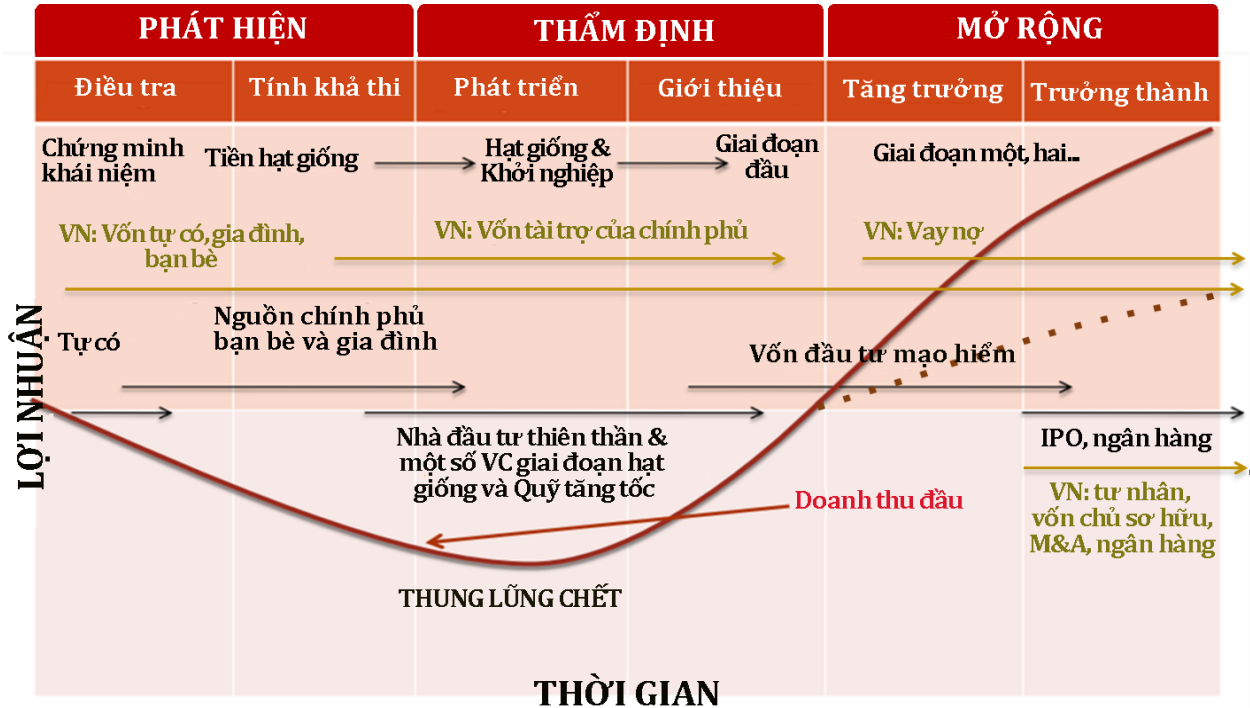 PHÁT HIỆN
THẨM ĐỊNH
MỞ RỘNG
Điều tra
Tính khả thi
Phát triển
Giới thiệu
Tăng trưởng
Trưởng thành
Chứng minh
khái niệm
Tiền hạt giống
Hạt giống &
Khởi nghiệp
Giai đoạn
đầu
Giai đoạn một, hai...
VN: Vốn tự có, gia đình,
bạn bè
VN: Vốn tài trợ của chính phủ
VN: Vay nợ
LỢI NHUẬN
Tự có
Nguồn chính phủ
bạn bè và gia đình
Vốn đầu tư mạo hiểm
Nhà đầu tư thiên thần &
một số VC giai đoạn hạt
giống và Quỹ tăng tốc
IPO, ngân hàng
VN: tư nhân,
vốn chủ sơ hữu,
M&A, ngân hàng
Doanh thu đầu
THUNG LŨNG CHẾT
THỜI GIAN